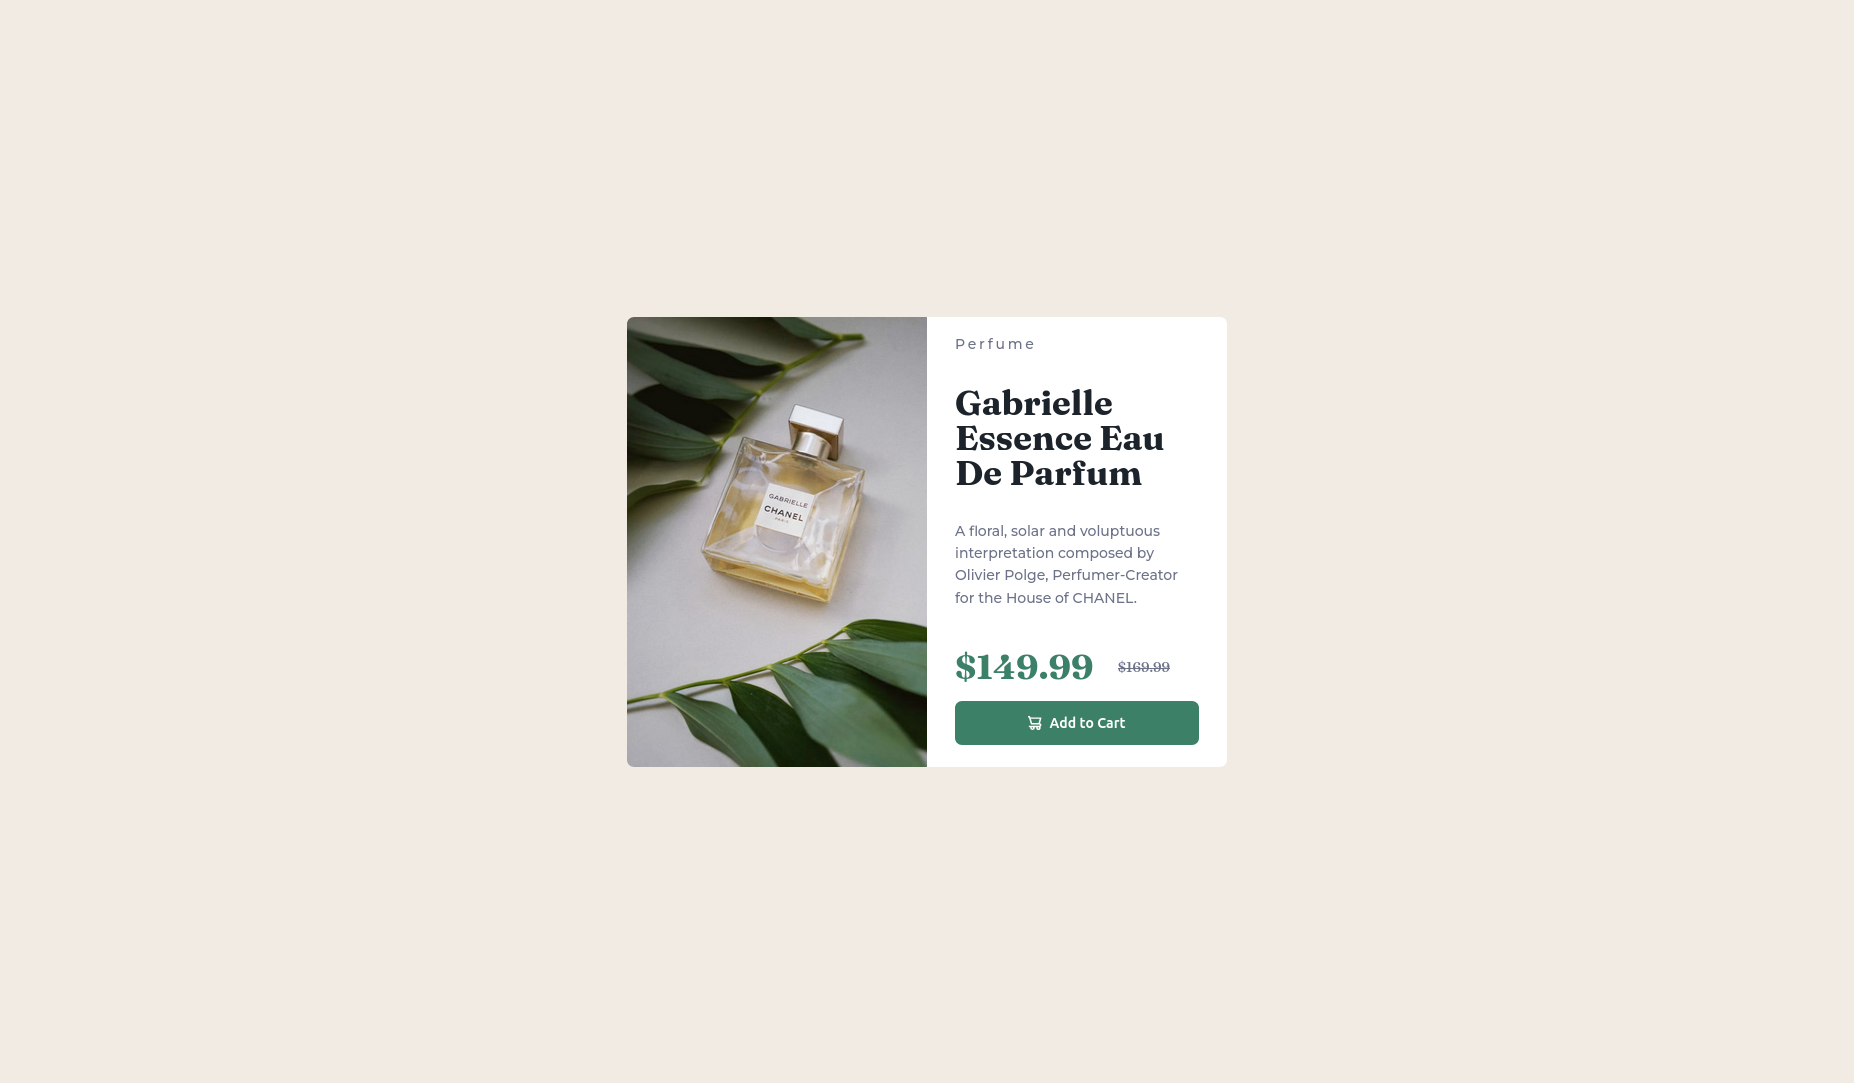 GABRIELLE
CHANEL
PARIS
Perfume
Gabrielle
Essence Eau
De Parfum
A floral, solar and voluptuous
interpretation composed by
Olivier Polge, Perfumer-Creator
for the House of CHANEL.
$149.99 $169.99
Add to Cart